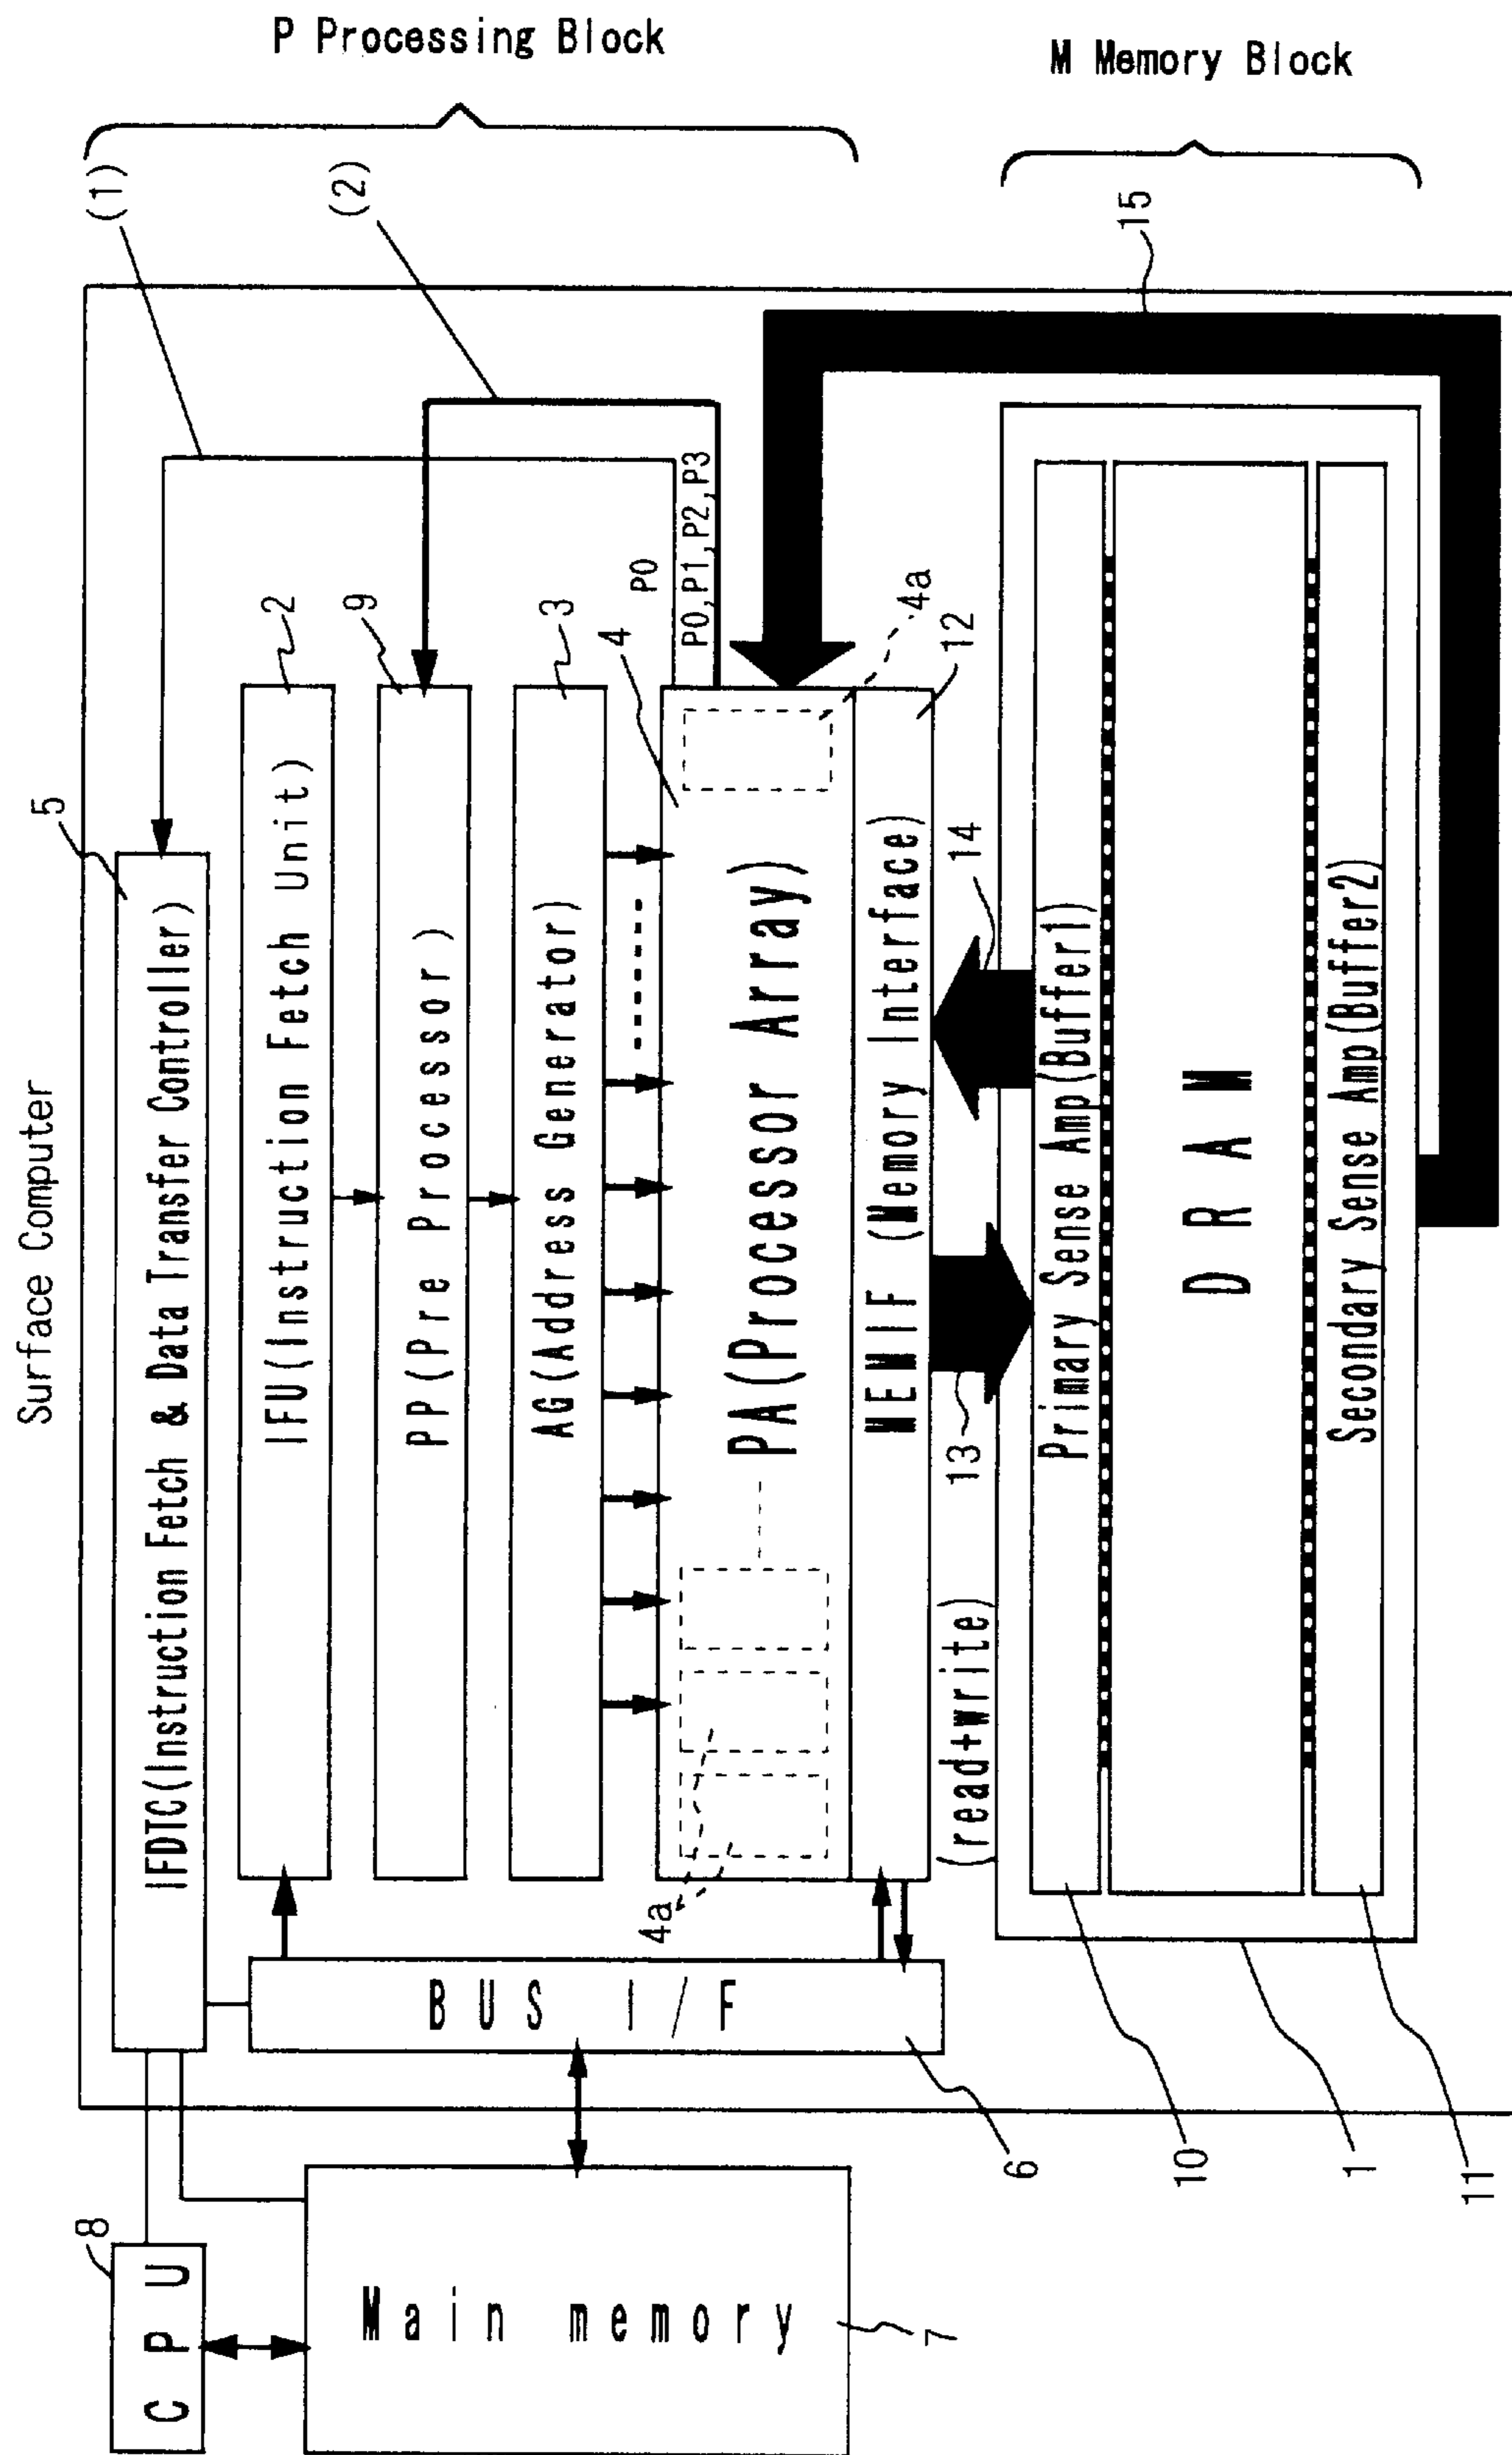 Surface Computer
P Processing Block
M Memory Block
(1)
(2)
5
IFDTC(Instruction Fetch & Data Transfer Controller)
2
IFU(Instruction Fetch Unit)
9
PP(Pre Processor)
3
AG(Address Generator)
4
P0
P0,P1,P2,P3
PA(Processor Array)
4a
4a
12
MEMIF (Memory Interface)
(read+write)
13
14
15
Primary Sense Amp(Buffer1)
DRAM
Secondary Sense Amp(Buffer2)
BUS I/F
6
10
1
11
8
CPU
Main memory
7